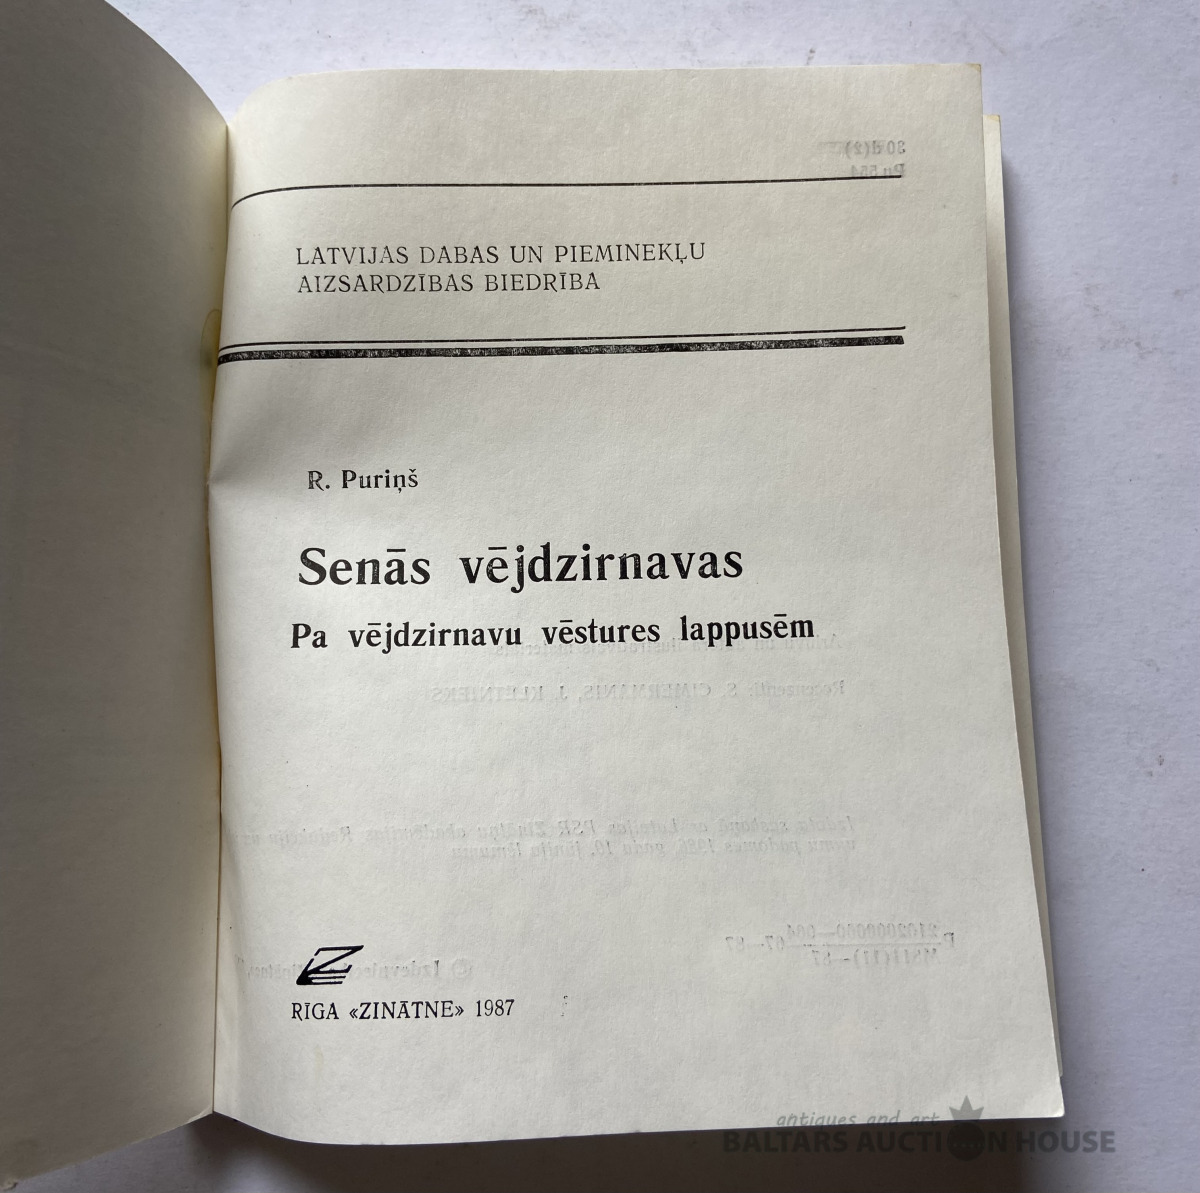 LATVIJAS DABAS UN PIEMINEKĻU
AIZSARDZĪBAS BIEDRĪBA
R. Puriņš
Senās vējdzirnavas
Pa vējdzirnavu vēstures lappusēm
RĪGA «ZINĀTNE» 1987
antiques and art
BALTARS AUCTION HOUSE